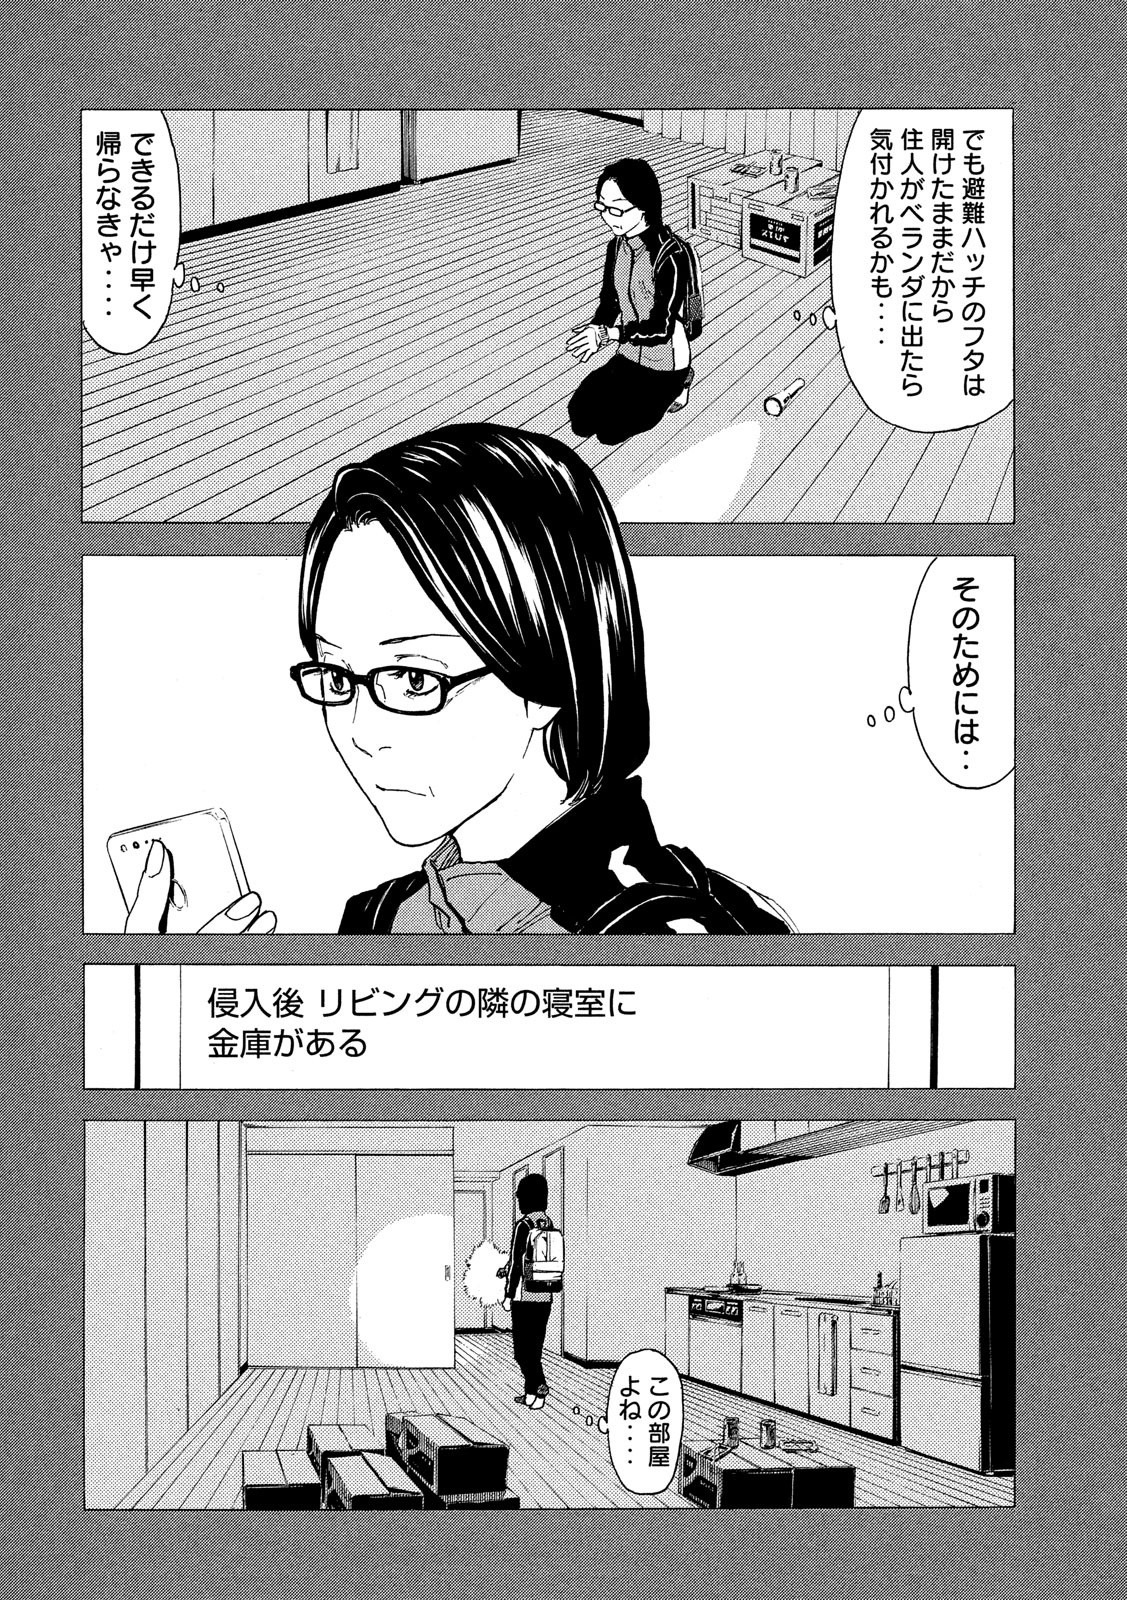 でも避難ハッチのフタは
開けたままだから
住人がベランダに出たら
気付かれるかも････
できるだけ早く
帰らなきゃ････
そのためには‥
侵入後 リビングの隣の寝室に
金庫がある
この部屋
よね････